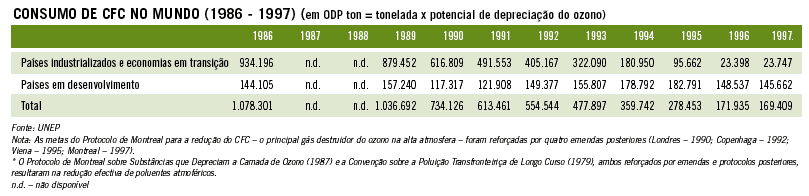 CONSUMO DE CFC NO MUNDO (1986 - 1997) (em ODP ton = tonelada x potencial de depreciação do ozono)
1986 1987 1988 1989 1990 1991 1992 1993 1994 1995 1996 1997.
Países industrializados e economias em transição 934.196 n.d. n.d. 879.452 616.809 491.553 405.167 322.090 180.950 95.662 23.398 23.747
Países em desenvolvimento 144.105 n.d. n.d. 157.240 117.317 121.908 149.377 155.807 178.792 182.791 148.537 145.662
Total 1.078.301 n.d. n.d. 1.036.692 734.126 613.461 554.544 477.897 359.742 278.453 171.935 169.409
Fonte: UNEP
Nota: As metas do Protocolo de Montreal para a redução do CFC – o principal gás destruidor do ozono na alta atmosfera – foram reforçadas por quatro emendas posteriores (Londres – 1990; Copenhaga – 1992;
Viena – 1995; Montreal – 1997).
* O Protocolo de Montreal sobre Substâncias que Depreciam a Camada de Ozono (1987) e a Convenção sobre a Poluição Transfronteiriça de Longo Curso (1979), ambos reforçados por emendas e protocolos posteriores,
resultaram na redução efectiva de poluentes atmoféricos.
n.d. – não disponível